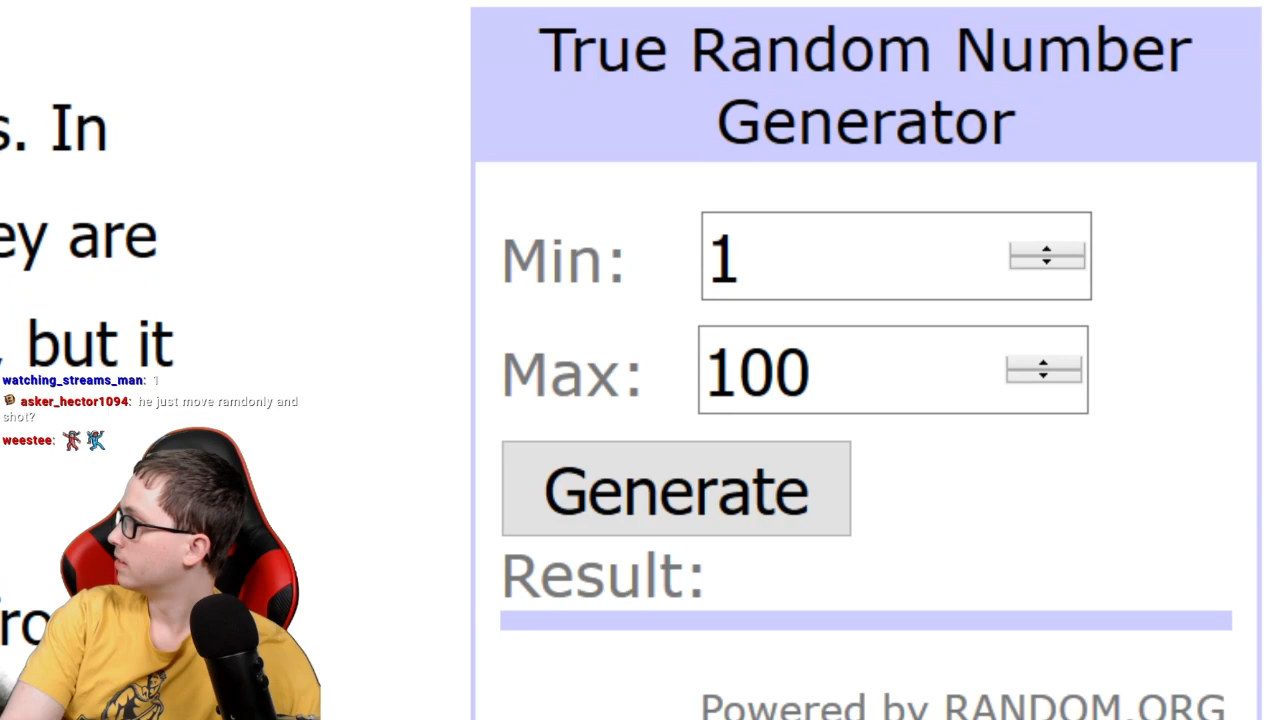 True Random Number
Generator
s. In
ey are
, but it
Min: 1
Max: 100
Generate
Result:
Powered by RANDOM.ORG
watching_streams_man: 1
asker_hector1094: he just move ramdonly and
shot?
weestee:
ro